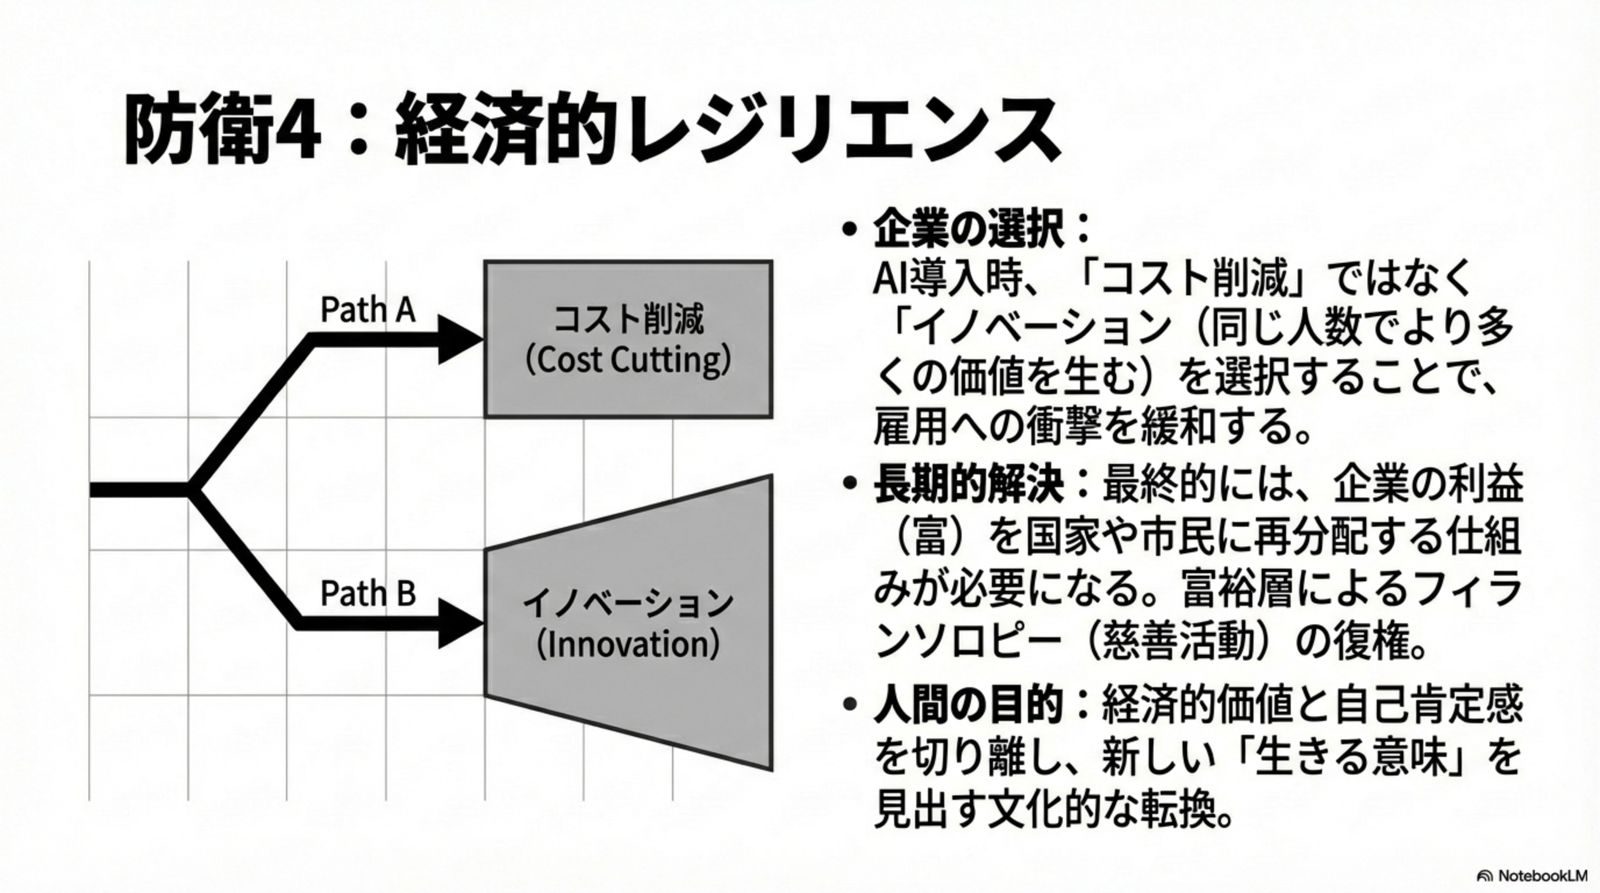 防衛4：経済的レジリエンス
Path A
コスト削減
（Cost Cutting）
Path B
イノベーション
（Innovation）
• 企業の選択：
AI導入時、「コスト削減」ではなく
「イノベーション（同じ人数でより多
くの価値を生む）を選択することで、
雇用への衝撃を緩和する。
• 長期的解決：最終的には、企業の利益
（富）を国家や市民に再分配する仕組
みが必要になる。富裕層によるフィラ
ンソロピー（慈善活動）の復権。
• 人間の目的：経済的価値と自己肯定感
を切り離し、新しい「生きる意味」を
見出す文化的な転換。
NotebookLM